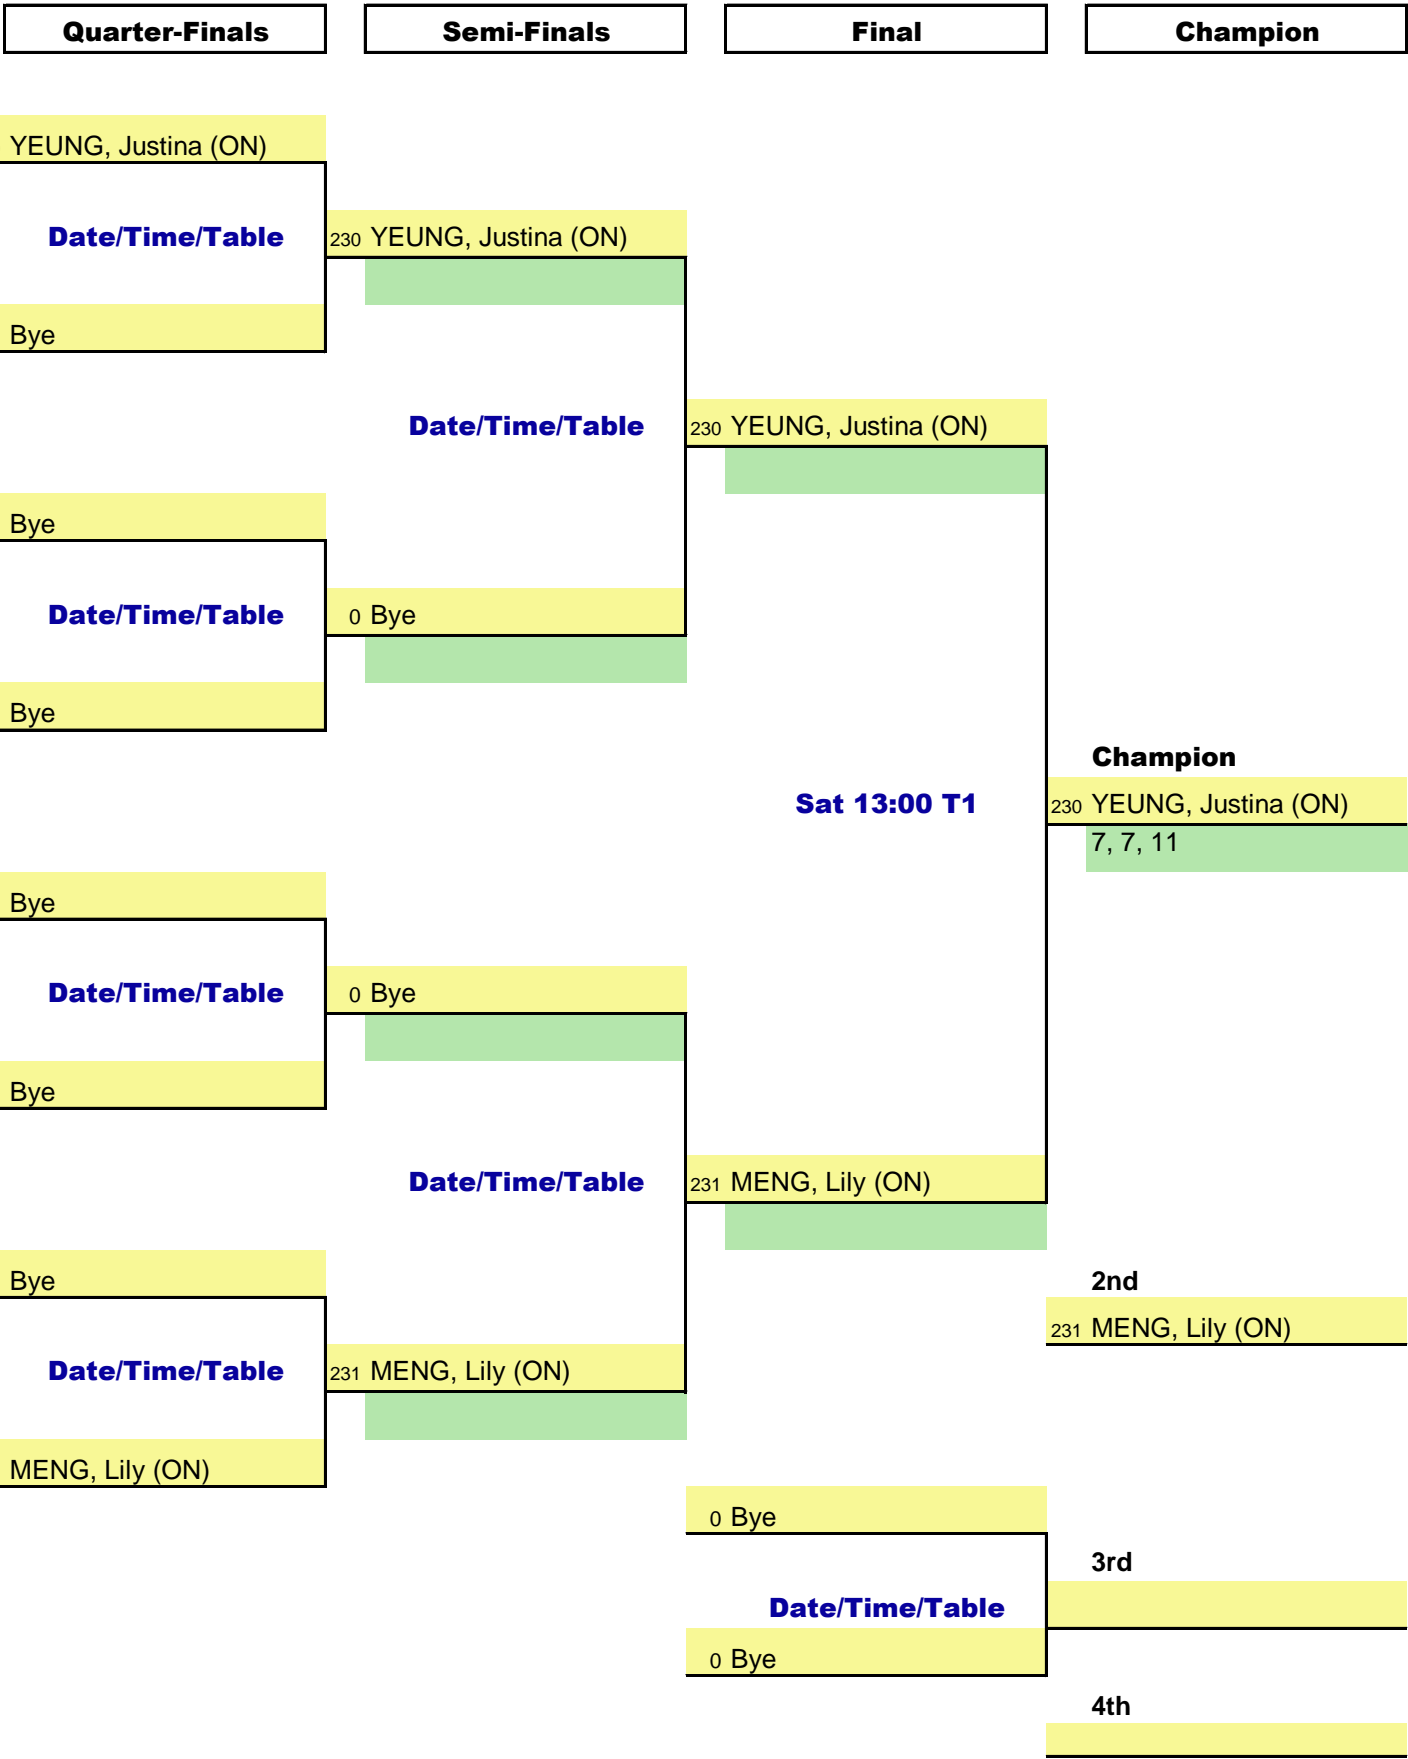 Quarter-Finals Semi-Finals Final Champion
YEUNG, Justina (ON)
Date/Time/Table 230 YEUNG, Justina (ON)
Bye
Date/Time/Table 230 YEUNG, Justina (ON)
Bye
Date/Time/Table 0 Bye
Bye
Champion
Sat 13:00 T1 230 YEUNG, Justina (ON)
7, 7, 11
Bye
Date/Time/Table 0 Bye
Bye
Date/Time/Table 231 MENG, Lily (ON)
Bye 2nd
231 MENG, Lily (ON)
Date/Time/Table 231 MENG, Lily (ON)
MENG, Lily (ON)
0 Bye
3rd
Date/Time/Table
0 Bye
4th